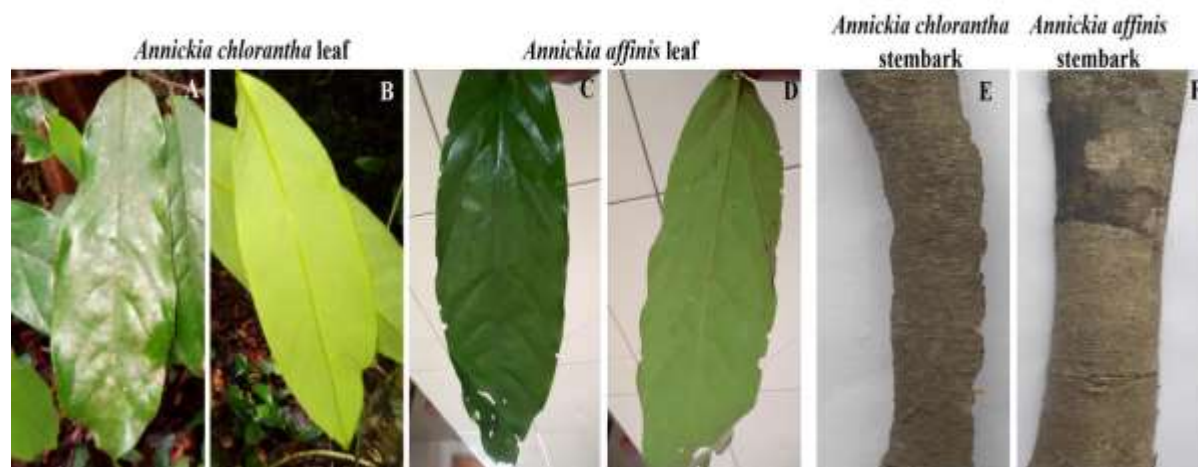 Annickia chlorantha leaf
Annickia affinis leaf
Annickia chlorantha
stembark
Annickia affinis
stembark
A
B
C
D
E
F